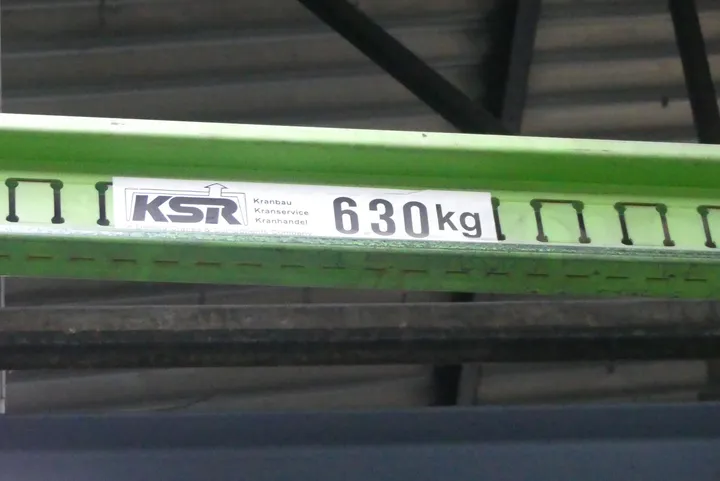 KSR
Kranbau
Kranservice
Kranhandel
630kg